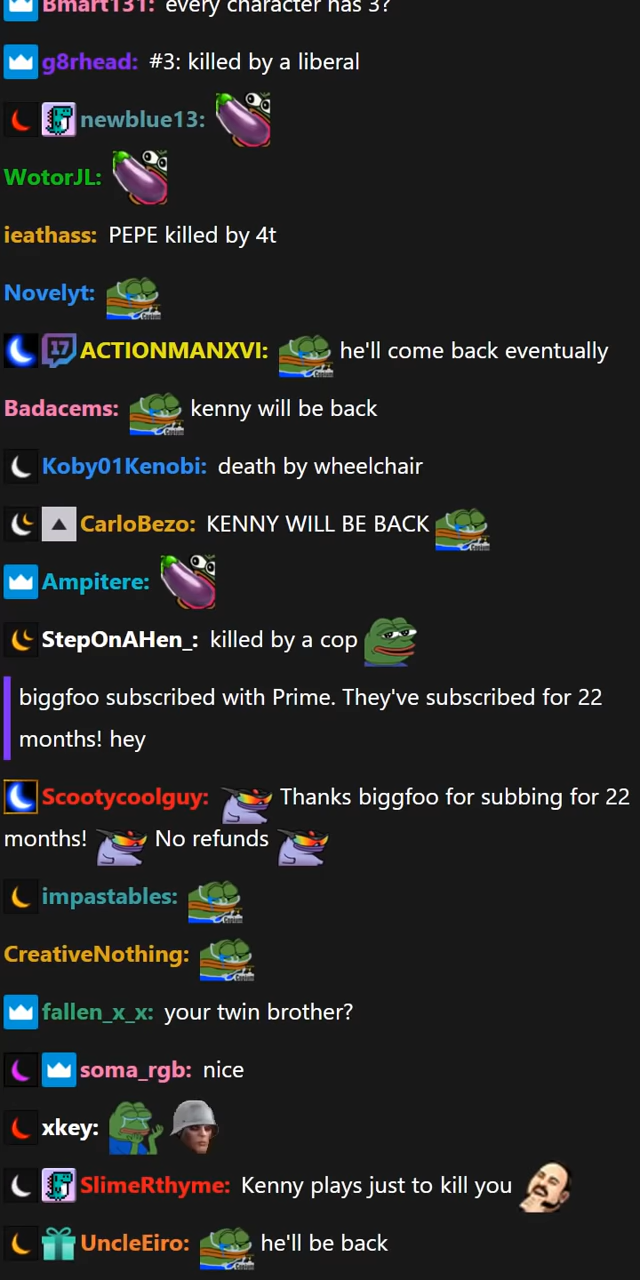 Bmart131: every character has 3?
g8rhead: #3: killed by a liberal
newblue13:
WotorJL:
ieathass: PEPE killed by 4t
Novelyt:
17 ACTIONMANXVI: he'll come back eventually
Badacems: kenny will be back
Koby01Kenobi: death by wheelchair
CarloBezo: KENNY WILL BE BACK
Ampitere:
StepOnAHen_: killed by a cop
biggfoo subscribed with Prime. They've subscribed for 22
months! hey
Scootycoolguy: Thanks biggfoo for subbing for 22
months! No refunds
impastables:
CreativeNothing:
fallen_x_x: your twin brother?
soma_rgb: nice
xkey:
SlimeRthyme: Kenny plays just to kill you
UncleEiro: he'll be back